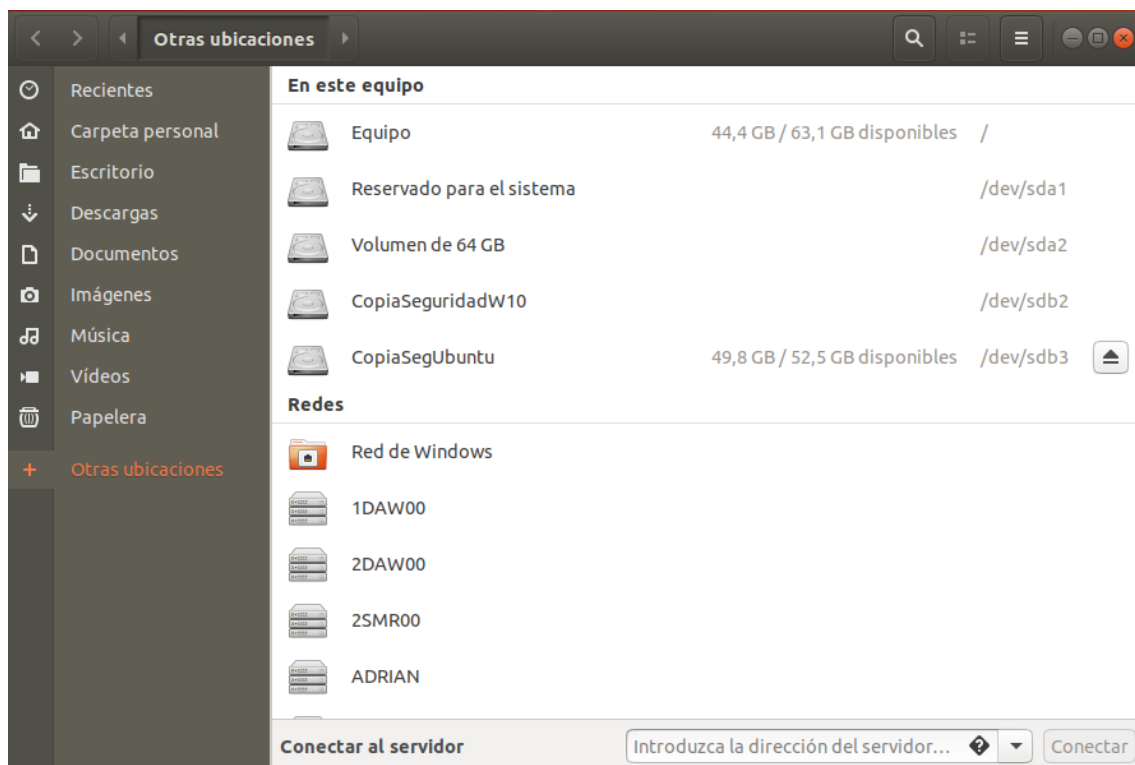 Otras ubicaciones
Recientes
Carpeta personal
Escritorio
Descargas
Documentos
Imágenes
Música
Vídeos
Papelera
Otras ubicaciones
En este equipo
Equipo 44,4 GB / 63,1 GB disponibles /
Reservado para el sistema /dev/sda1
Volumen de 64 GB /dev/sda2
CopiaSeguridadW10 /dev/sdb2
CopiaSegUbuntu 49,8 GB / 52,5 GB disponibles /dev/sdb3
Redes
Red de Windows
1DAW00
2DAW00
2SMR00
ADRIAN
Conectar al servidor Introduzca la dirección del servidor... Conectar